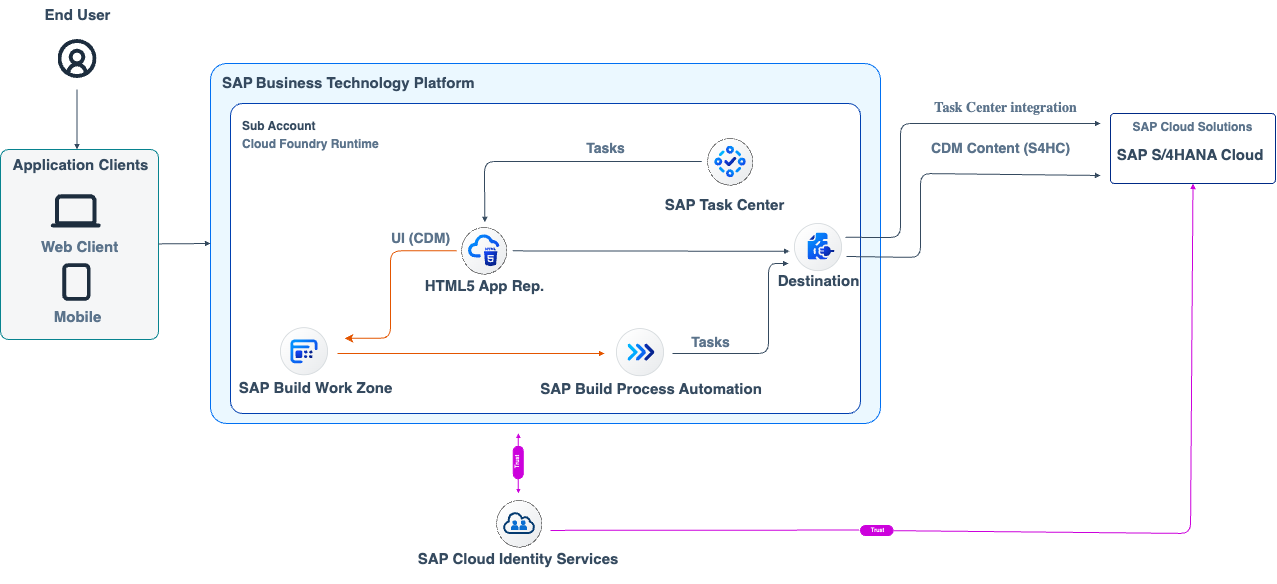 End User
SAP Business Technology Platform
Task Center integration
Sub Account
SAP Cloud Solutions
Cloud Foundry Runtime
Tasks
CDM Content (S4HC)
SAP S/4HANA Cloud
Application Clients
SAP Task Center
Web Client
UI (CDM)
HTML
5
E
HTML5 App Rep.
Destination
Mobile
Tasks
SAP Build Work Zone
SAP Build Process Automation
Trust
Trust
SAP Cloud Identity Services